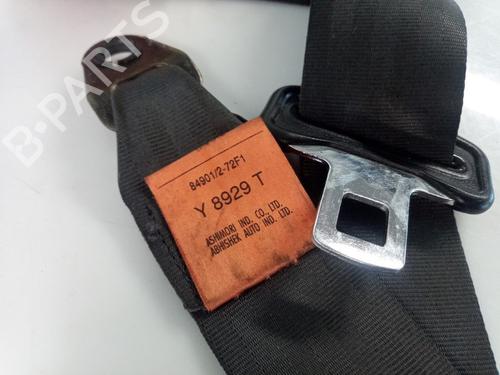 B-PARTS
84901/2-72F1
Y 8929 T
ASHIMORI IND. CO., LTD.
ABHISHEK AUTO IND. LTD.